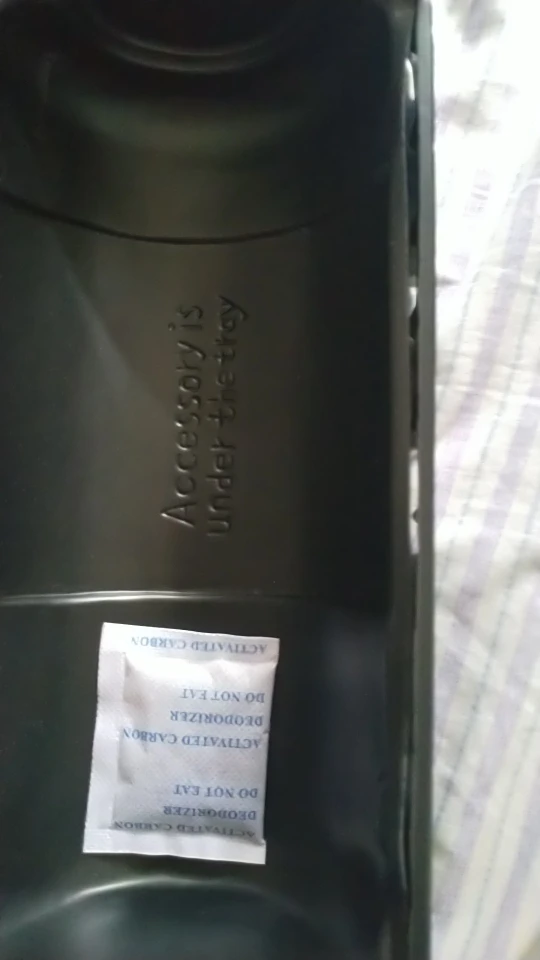 Accessory is
under the tray
ACTIVATED CARBON
DEODORIZER
DO NOT EAT
ACTIVATED CARBON
DEODORIZER
DO NOT EAT
ACTIVATED CARBON